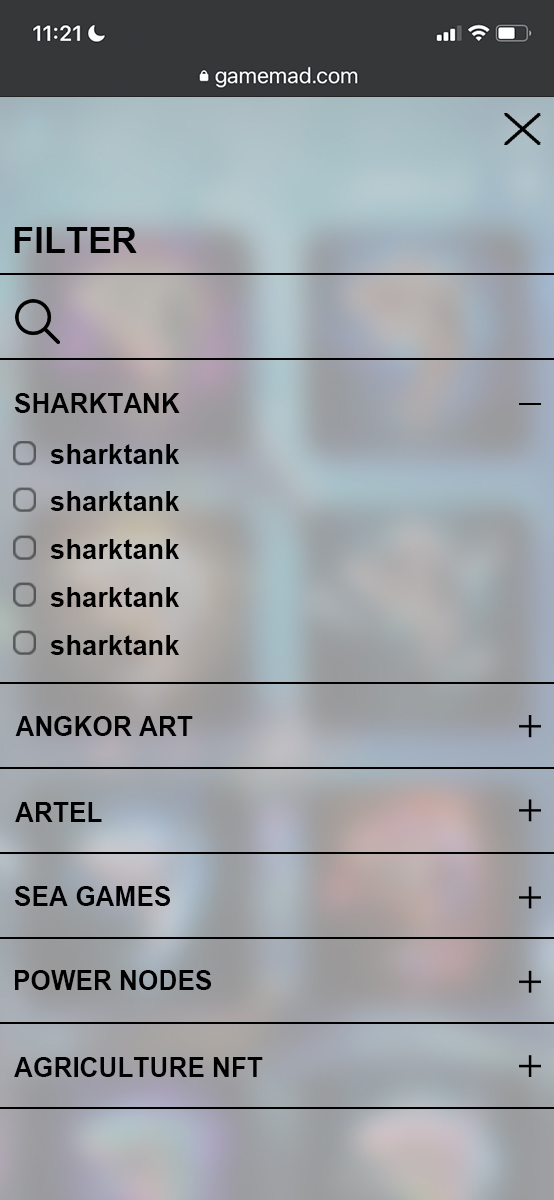 11:21
gamemad.com
FILTER
SHARKTANK
sharktank
sharktank
sharktank
sharktank
sharktank
ANGKOR ART
ARTEL
SEA GAMES
POWER NODES
AGRICULTURE NFT